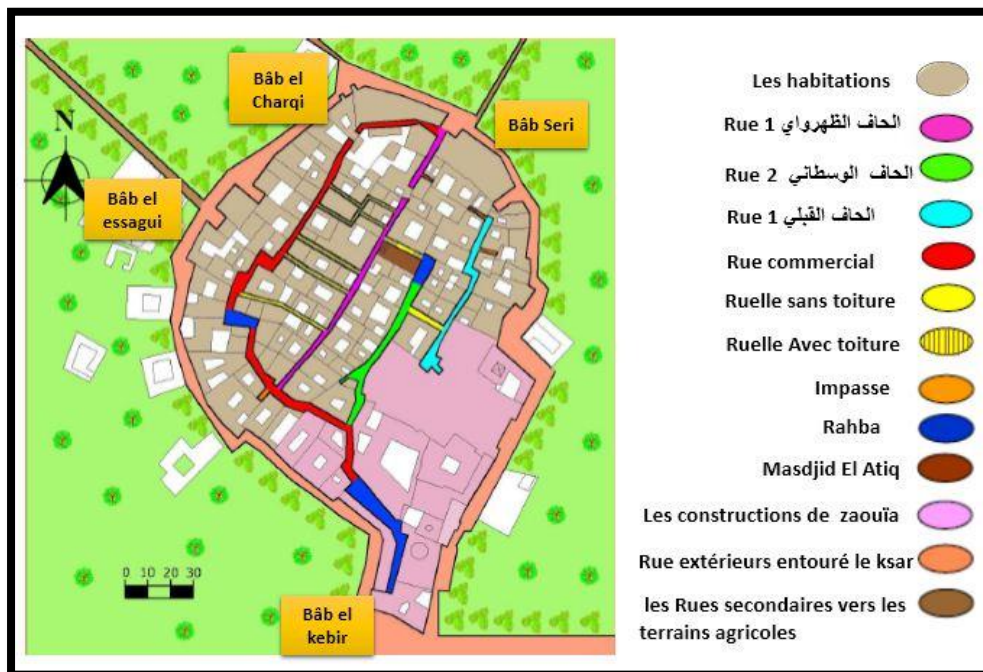 Bâb el
Charqi
Bâb Seri
N
Bâb el
essagui
0 10 20 30
Bâb el
kebir
Les habitations
Rue 1 الحاف الظهرواي
Rue 2 الحاف الوسطاني
Rue 1 الحاف القبلي
Rue commercial
Ruelle sans toiture
Ruelle Avec toiture
Impasse
Rahba
Masdjid El Atiq
Les constructions de zaouïa
Rue extérieurs entouré le ksar
les Rues secondaires vers les
terrains agricoles